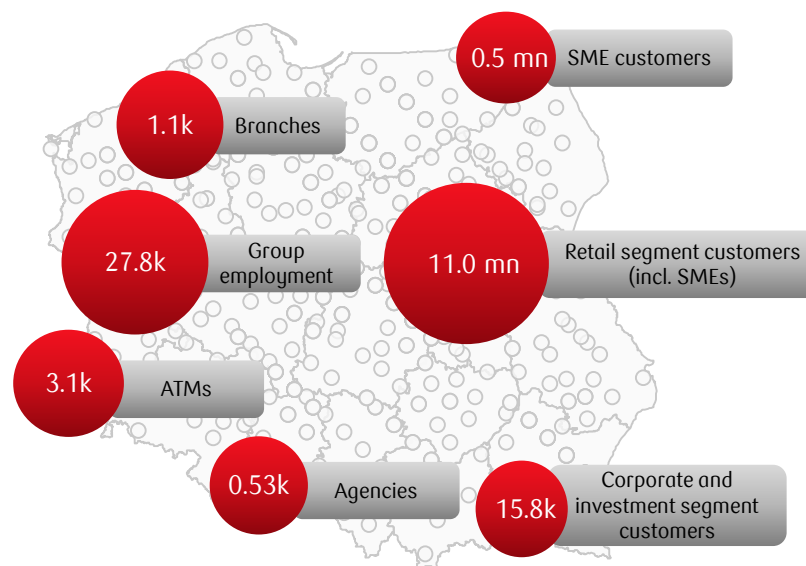 0.5 mn
SME customers
1.1k
Branches
27.8k
Group
employment
11.0 mn
Retail segment customers
(incl. SMEs)
3.1k
ATMs
0.53k
Agencies
15.8k
Corporate and
investment segment
customers